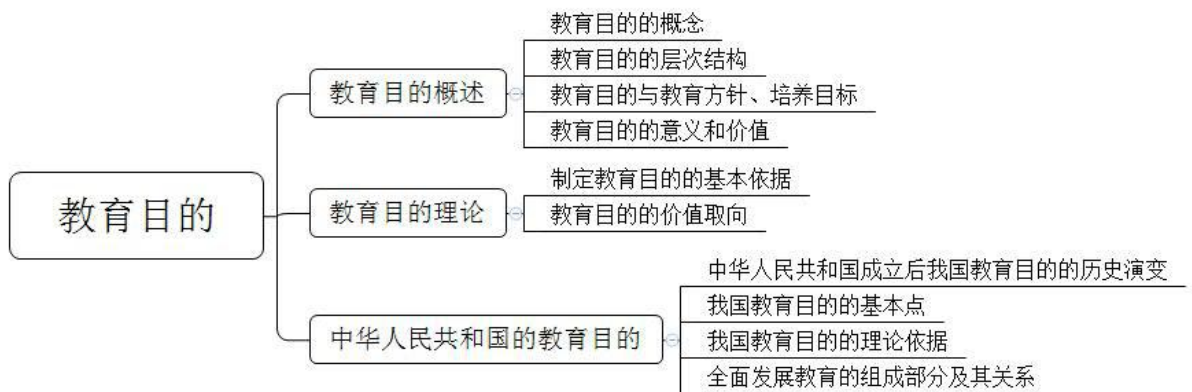 教育目的
教育目的概述
教育目的的概念
教育目的的层次结构
教育目的与教育方针、培养目标
教育目的的意义和价值
教育目的理论
制定教育目的的基本依据
教育目的的价值取向
中华人民共和国的教育目的
中华人民共和国成立后我国教育目的的历史演变
我国教育目的的基本点
我国教育目的的理论依据
全面发展教育的组成部分及其关系